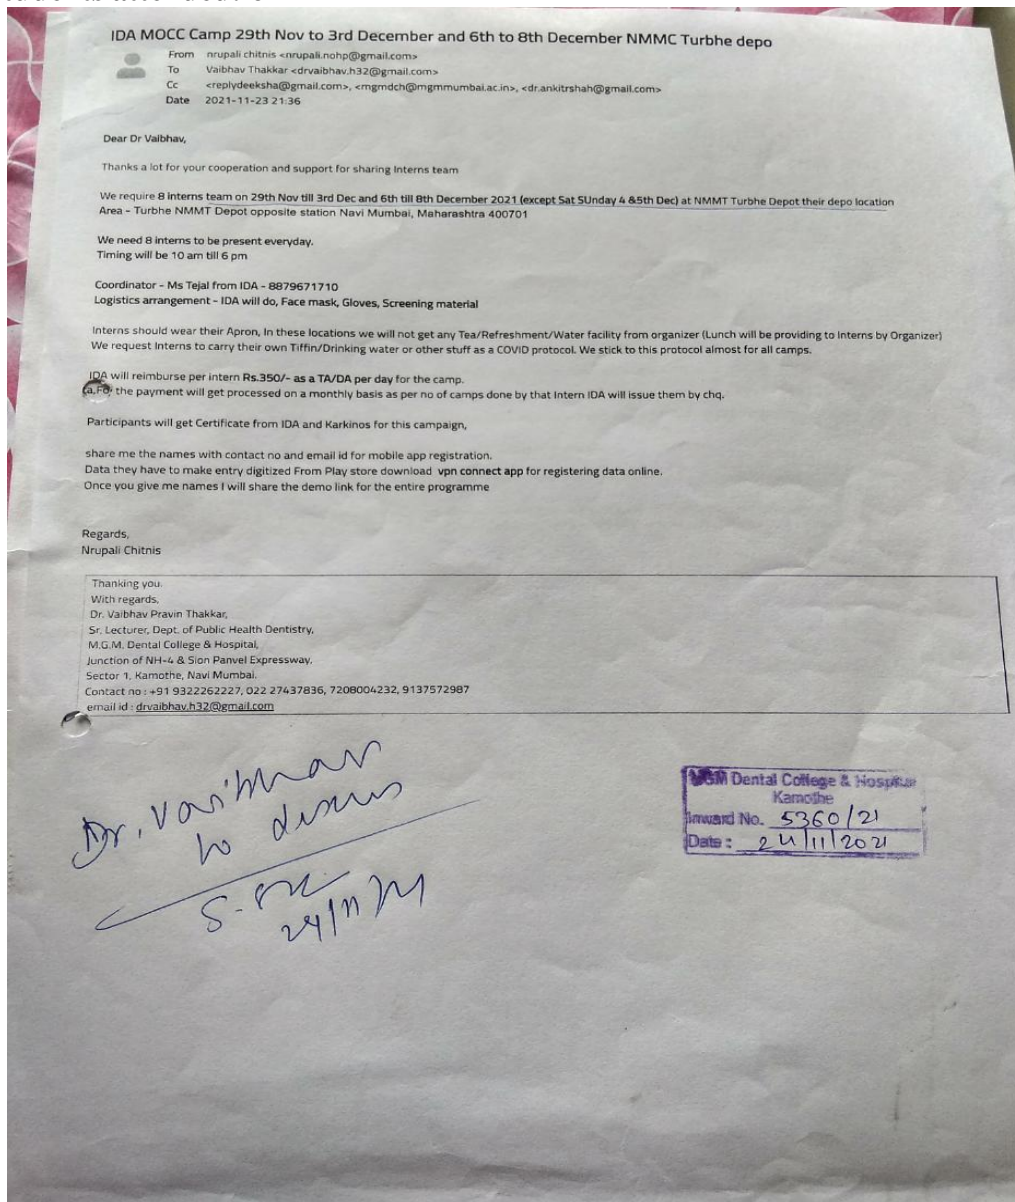 IDA MOCC Camp 29th Nov to 3rd December and 6th to 8th December NMMC Turbhe depo
From nrupali chitnis <nrupali.nohp@gmail.com>
To Vaibhav Thakkar <drvaibhav.h32@gmail.com>
Cc <replydeeksha@gmail.com>, <mgmdch@mgmmumbai.ac.in>, <dr.ankitrshah@gmail.com>
Date 2021-11-23 21:36
Dear Dr Vaibhav,
Thanks a lot for your cooperation and support for sharing Interns team
We require 8 interns team on 29th Nov till 3rd Dec and 6th till 8th December 2021 (except Sat SUnday 4 &5th Dec) at NMMT Turbhe Depot their depo location
Area - Turbhe NMMT Depot opposite station Navi Mumbai, Maharashtra 400701
We need 8 interns to be present everyday.
Timing will be 10 am till 6 pm
Coordinator - Ms Tejal from IDA - 8879671710
Logistics arrangement - IDA will do, Face mask, Gloves, Screening material
Interns should wear their Apron, In these locations we will not get any Tea/Refreshment/Water facility from organizer (Lunch will be providing to Interns by Organizer)
We request Interns to carry their own Tiffin/Drinking water or other stuff as a COVID protocol. We stick to this protocol almost for all camps.
IDA will reimburse per intern Rs.350/- as a TA/DA per day for the camp.
the payment will get processed on a monthly basis as per no of camps done by that Intern IDA will issue them by chq.
Participants will get Certificate from IDA and Karkinos for this campaign,
share me the names with contact no and email id for mobile app registration.
Data they have to make entry digitized From Play store download vpn connect app for registering data online.
Once you give me names I will share the demo link for the entire programme
Regards,
Nrupali Chitnis
Thanking you.
With regards,
Dr. Vaibhav Pravin Thakkar,
Sr. Lecturer, Dept. of Public Health Dentistry,
M.G.M. Dental College & Hospital,
Junction of NH-4 & Sion Panvel Expressway,
Sector 1, Kamothe, Navi Mumbai.
Contact no : +91 9322262227, 022 27437836, 7208004232, 9137572987
email id : drvaibhav.h32@gmail.com
Dr. Vaibhav
to discuss
24/11/21
MGM Dental College & Hospital
Kamothe
Inward No. 5360/21
Date : 24/11/2021